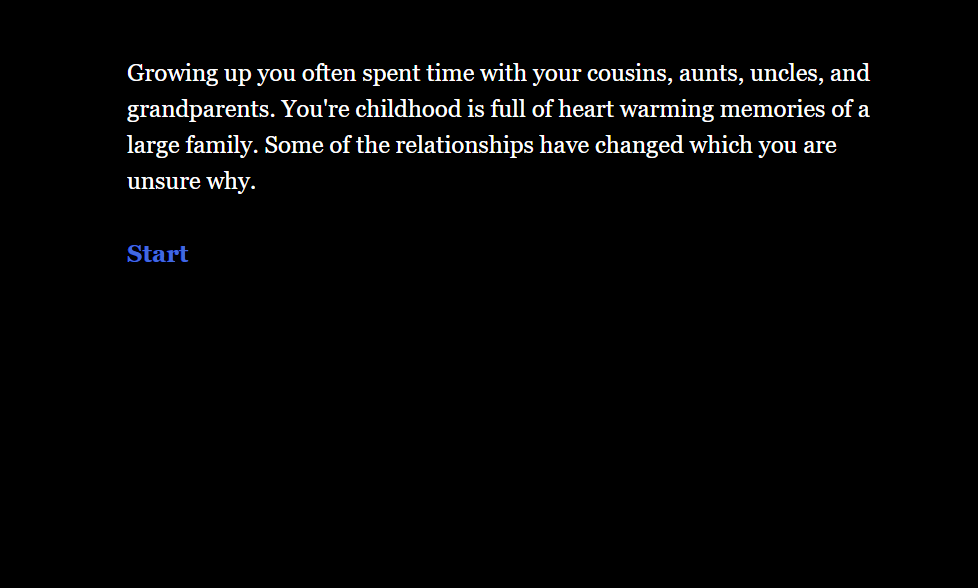 Growing up you often spent time with your cousins, aunts, uncles, and
grandparents. You're childhood is full of heart warming memories of a
large family. Some of the relationships have changed which you are
unsure why.
Start